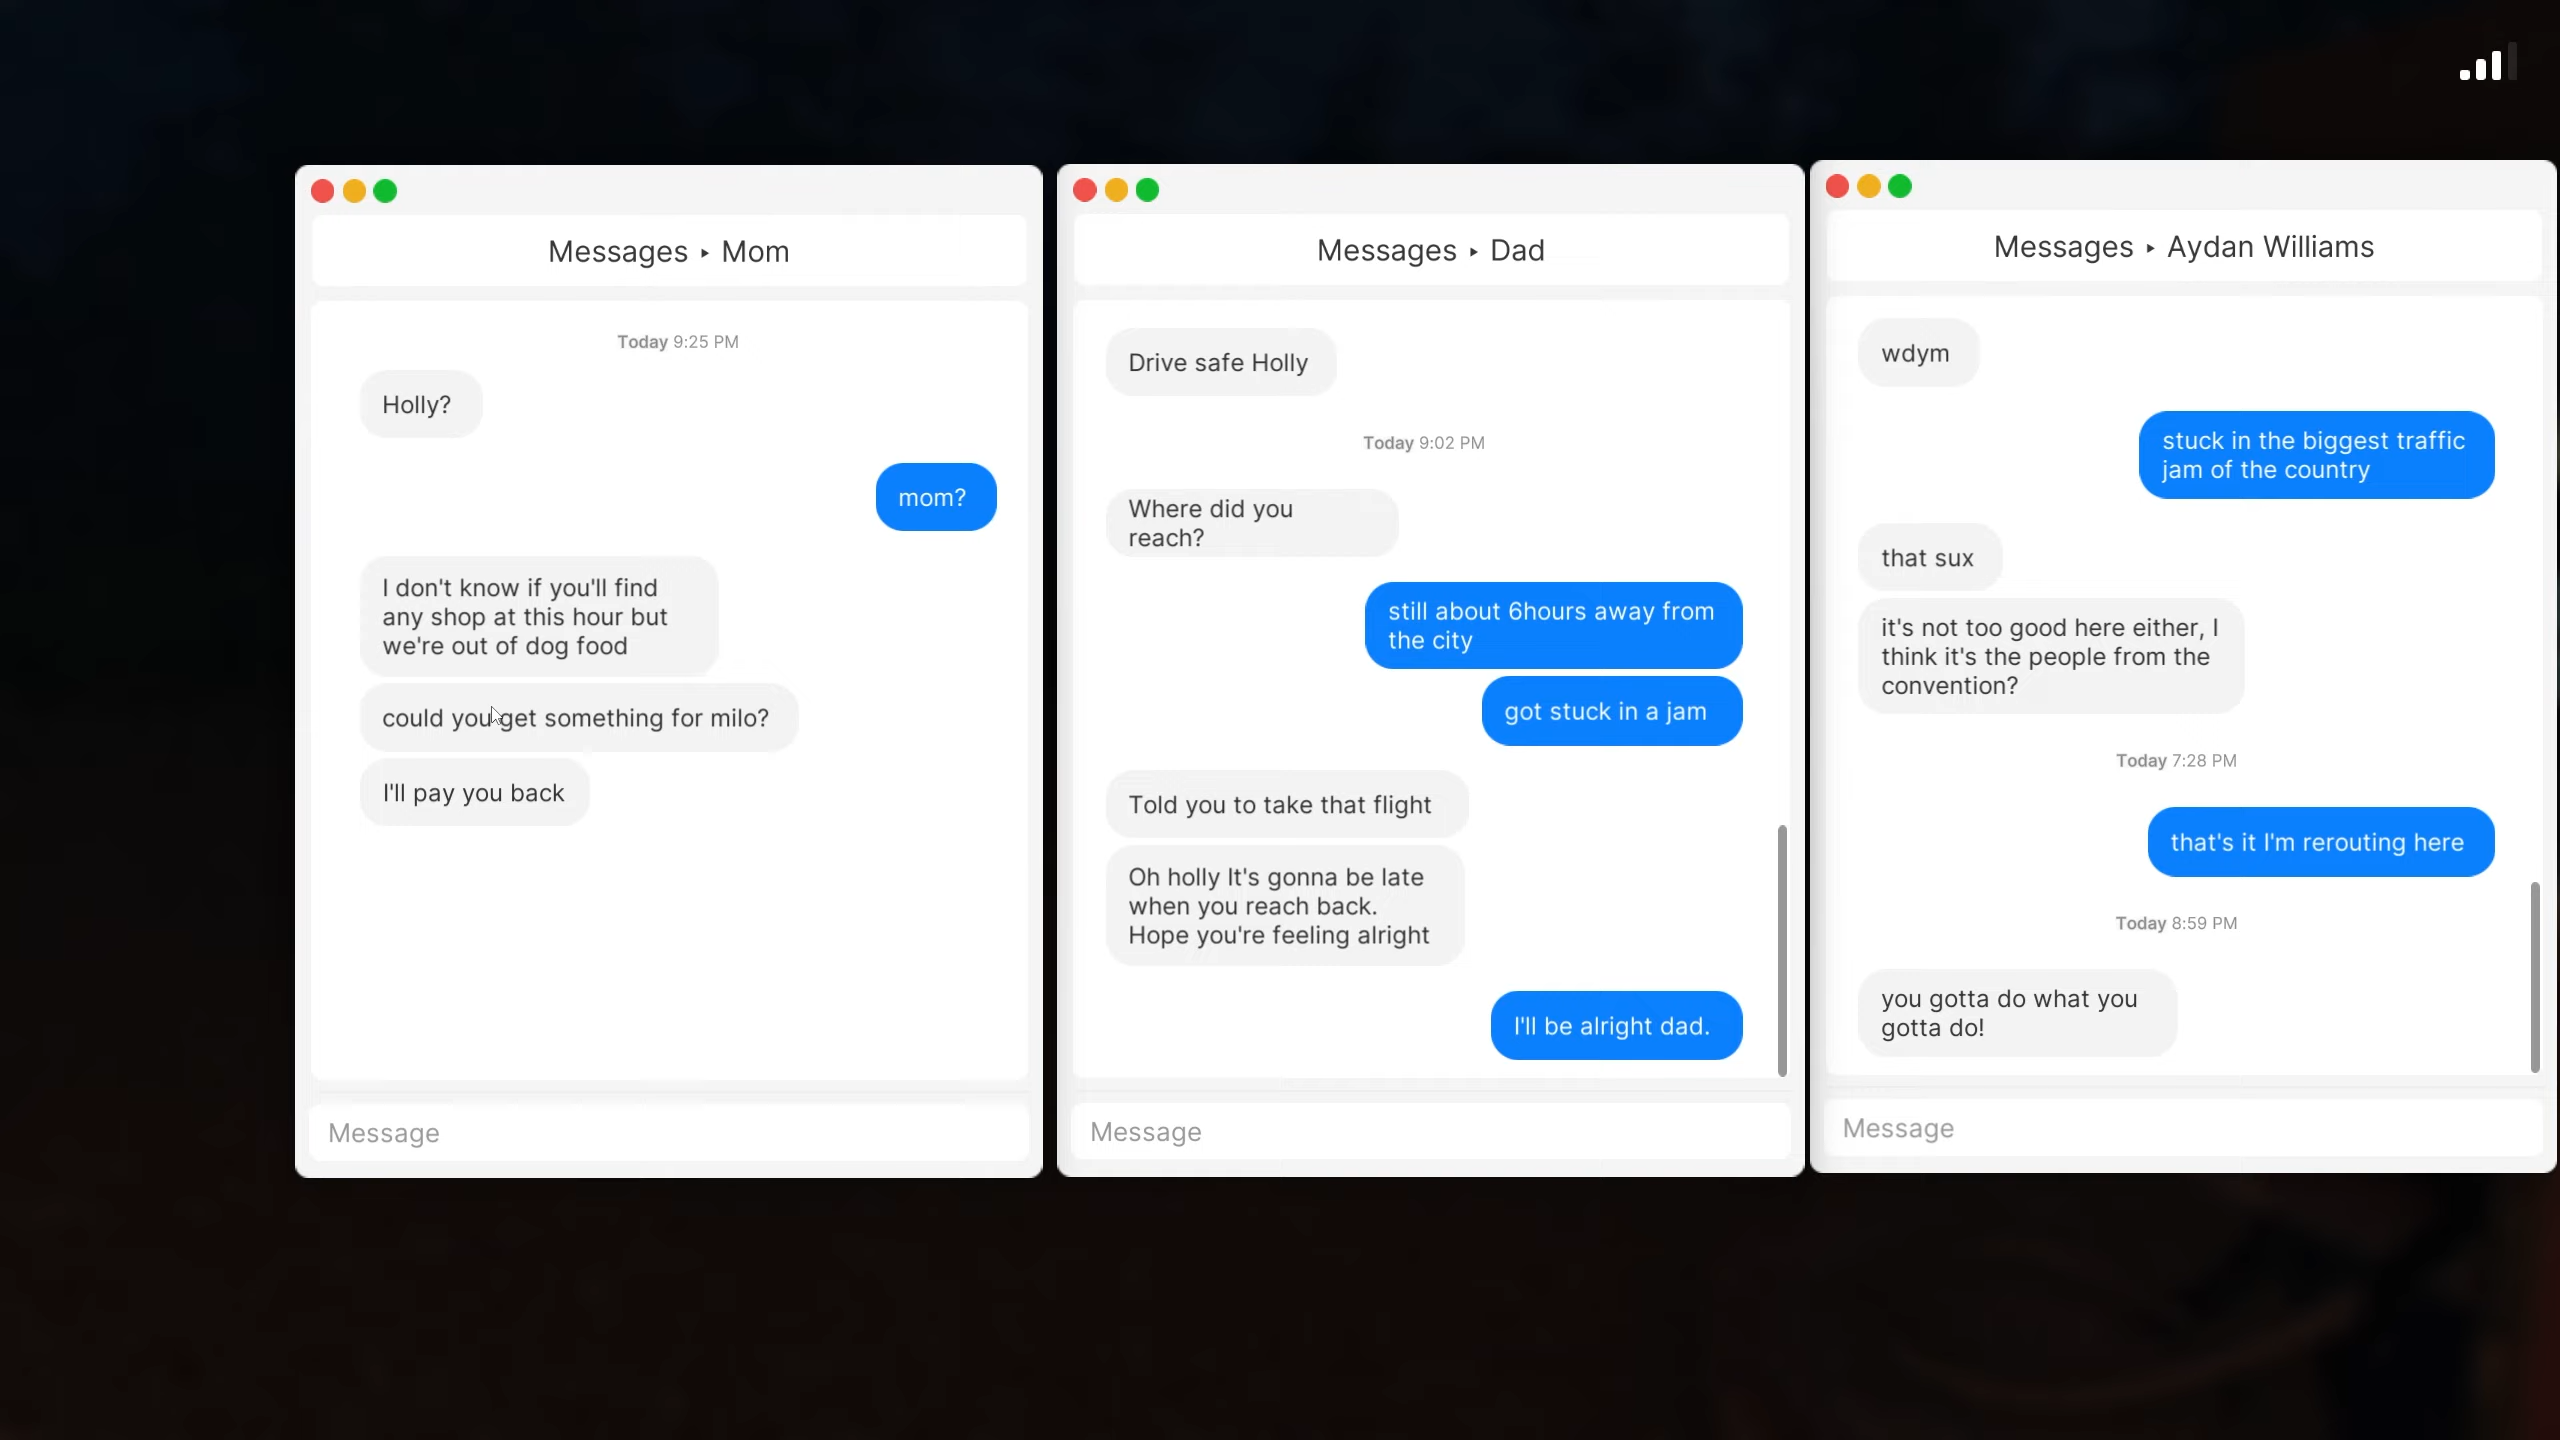 Messages ‣ Mom
Today 9:25 PM
Holly?
mom?
I don't know if you'll find
any shop at this hour but
we're out of dog food
could you get something for milo?
I'll pay you back
Message
Messages ‣ Dad
Drive safe Holly
Today 9:02 PM
Where did you
reach?
still about 6hours away from
the city
got stuck in a jam
Told you to take that flight
Oh holly It's gonna be late
when you reach back.
Hope you're feeling alright
I'll be alright dad.
Message
Messages ‣ Aydan Williams
wdym
stuck in the biggest traffic
jam of the country
that sux
it's not too good here either, I
think it's the people from the
convention?
Today 7:28 PM
that's it I'm rerouting here
Today 8:59 PM
you gotta do what you
gotta do!
Message